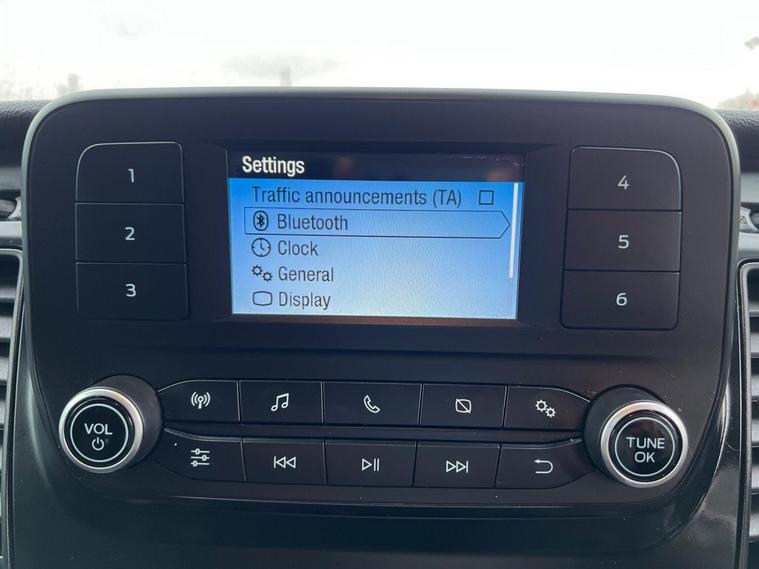 Settings
Traffic announcements (TA)
Bluetooth
Clock
General
Display
1
2
3
4
5
6
VOL
TUNE
OK